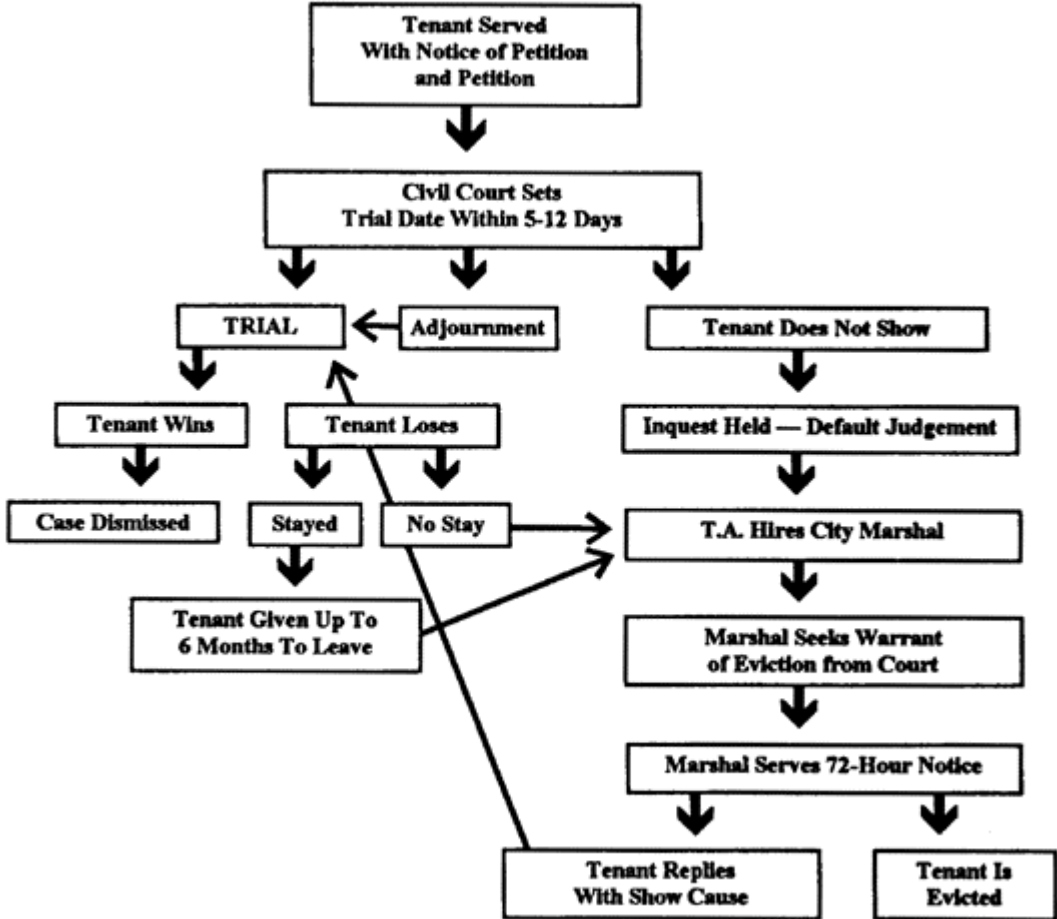 Tenant Served
With Notice of Petition
and Petition
Civil Court Sets
Trial Date Within 5-12 Days
TRIAL
Adjournment
Tenant Does Not Show
Tenant Wins
Tenant Loses
Inquest Held — Default Judgement
Case Dismissed
Stayed
No Stay
T.A. Hires City Marshal
Tenant Given Up To
6 Months To Leave
Marshal Seeks Warrant
of Eviction from Court
Marshal Serves 72-Hour Notice
Tenant Replies
With Show Cause
Tenant Is
Evicted